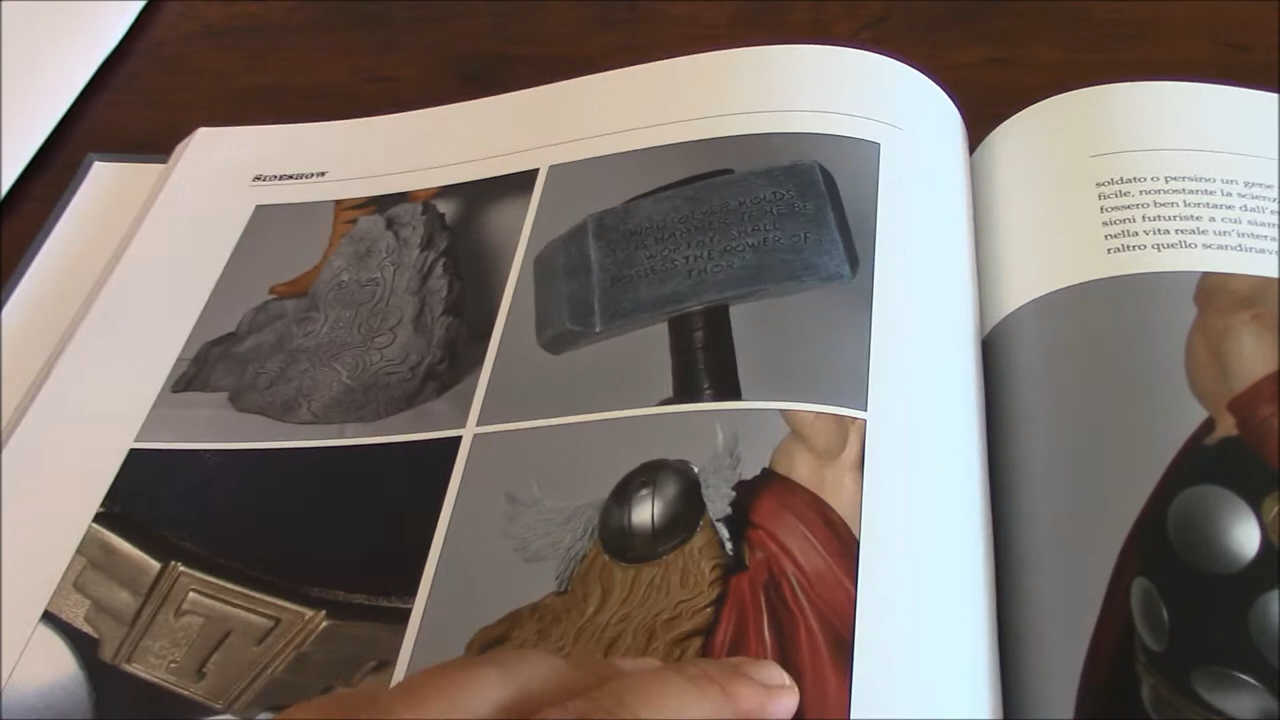 SIDESHOW
WHOSOEVER HOLDS
THIS HAMMER, IF HE BE
WORTHY, SHALL
POSSESS THE POWER OF...
THOR
T
soldato o persino un gene
ficile, nonostante la scienz
fossero ben lontane dall'e
sioni futuriste a cui siam
nella vita reale un'intera
raltro quello scandinav